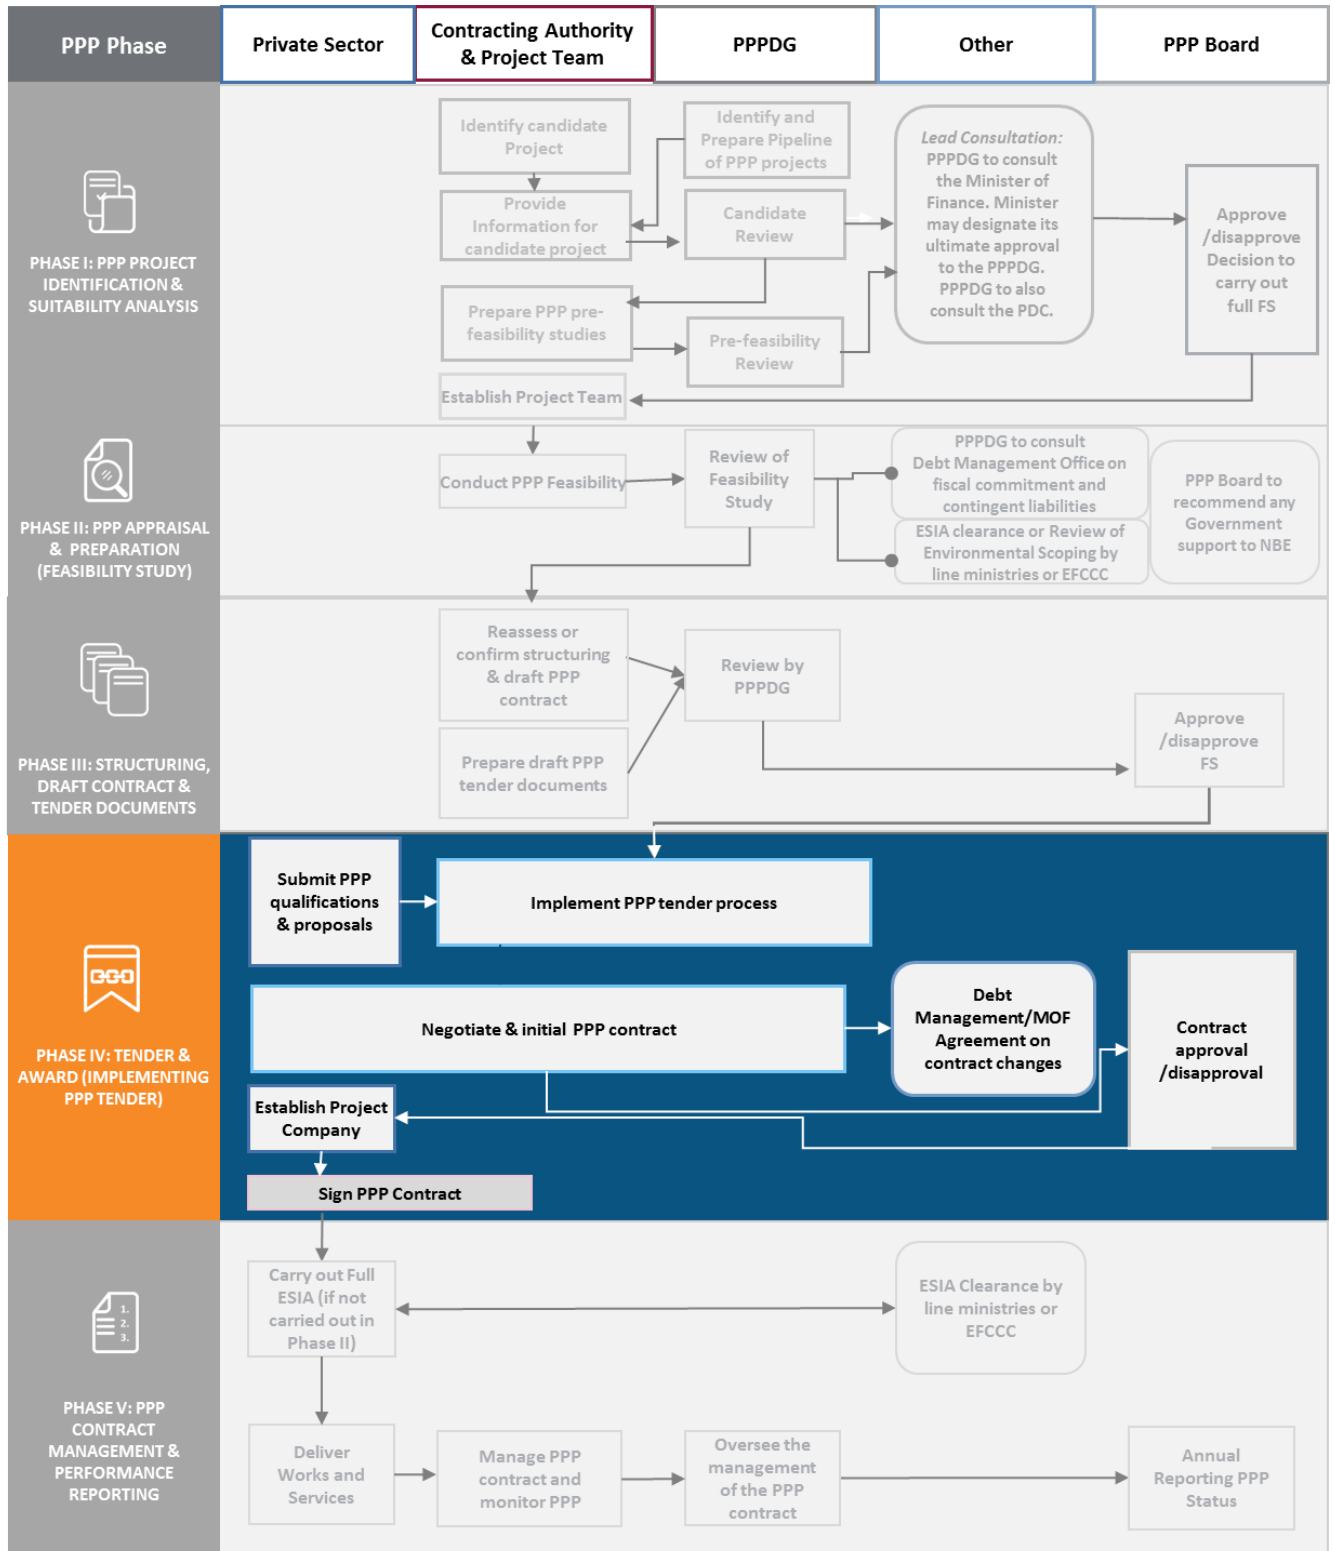 PPP Phase
Private Sector
Contracting Authority
& Project Team
PPPDG
Other
PPP Board
PHASE I: PPP PROJECT
IDENTIFICATION &
SUITABILITY ANALYSIS
Identify candidate
Project
Identify and
Prepare Pipeline
of PPP projects
Provide
Information for
candidate project
Candidate
Review
Lead Consultation:
PPPDG to consult
the Minister of
Finance. Minister
may designate its
ultimate approval
to the PPPDG.
PPPDG to also
consult the PDC.
Approve
/disapprove
Decision to
carry out
full FS
Prepare PPP pre-
feasibility studies
Pre-feasibility
Review
Establish Project Team
PHASE II: PPP APPRAISAL
& PREPARATION
(FEASIBILITY STUDY)
Conduct PPP Feasibility
Review of
Feasibility
Study
PPPDG to consult
Debt Management Office on
fiscal commitment and
contingent liabilities
ESIA clearance or Review of
Environmental Scoping by
line ministries or EFCCC
PPP Board to
recommend any
Government
support to NBE
PHASE III: STRUCTURING,
DRAFT CONTRACT &
TENDER DOCUMENTS
Reassess or
confirm structuring
& draft PPP
contract
Review by
PPPDG
Prepare draft PPP
tender documents
Approve
/disapprove
FS
PHASE IV: TENDER &
AWARD (IMPLEMENTING
PPP TENDER)
Submit PPP
qualifications
& proposals
Implement PPP tender process
Negotiate & initial PPP contract
Debt
Management/MOF
Agreement on
contract changes
Contract
approval
/disapproval
Establish Project
Company
Sign PPP Contract
1.
2.
3.
PHASE V: PPP
CONTRACT
MANAGEMENT &
PERFORMANCE
REPORTING
Carry out Full
ESIA (if not
carried out in
Phase II)
ESIA Clearance by
line ministries or
EFCCC
Deliver
Works and
Services
Manage PPP
contract and
monitor PPP
Oversee the
management
of the PPP
contract
Annual
Reporting PPP
Status